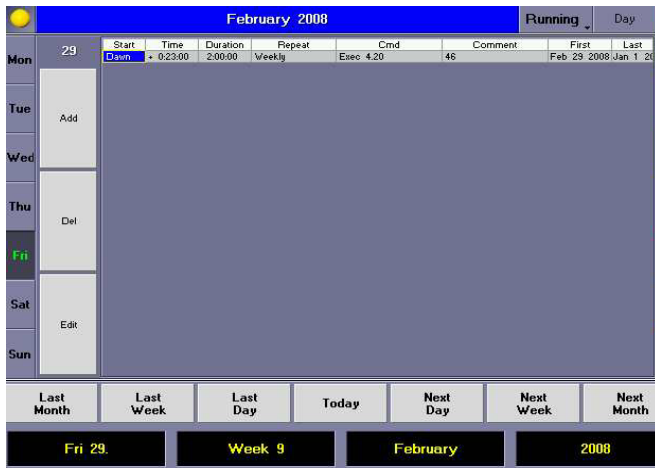 February 2008 Running Day
29
Start Time Duration Repeat Cmd Comment First Last
Dawn + 0:23:00 2:00:00 Weekly Exec 4.20 46 Feb 29 2008 Jan 1 20
Mon
Tue
Wed
Thu
Fri
Sat
Sun
Add
Del
Edit
Last Month
Last Week
Last Day
Today
Next Day
Next Week
Next Month
Fri 29. Week 9 February 2008